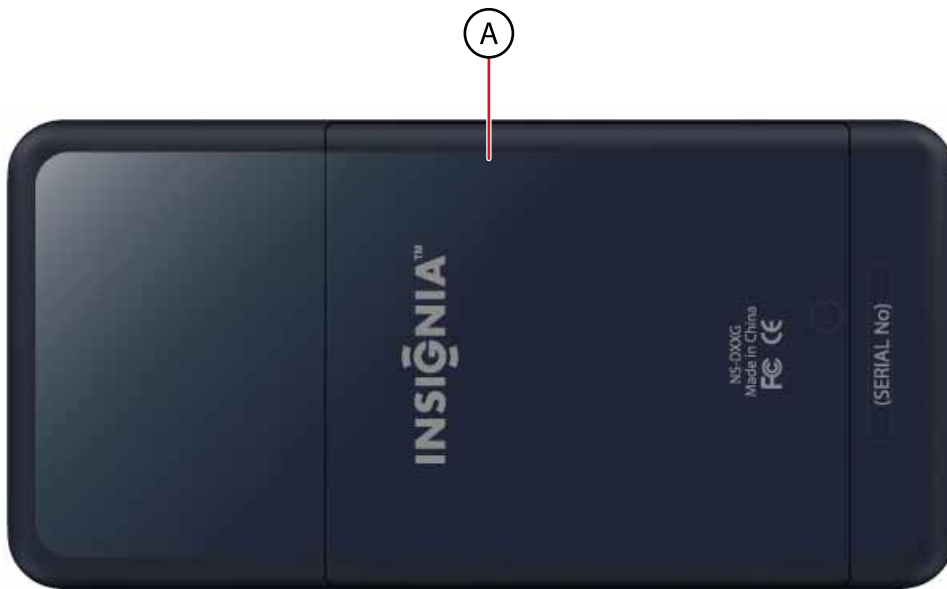 A
INSIGNIA™
NS-DXXG
Made in China
FC CE
(SERIAL No)